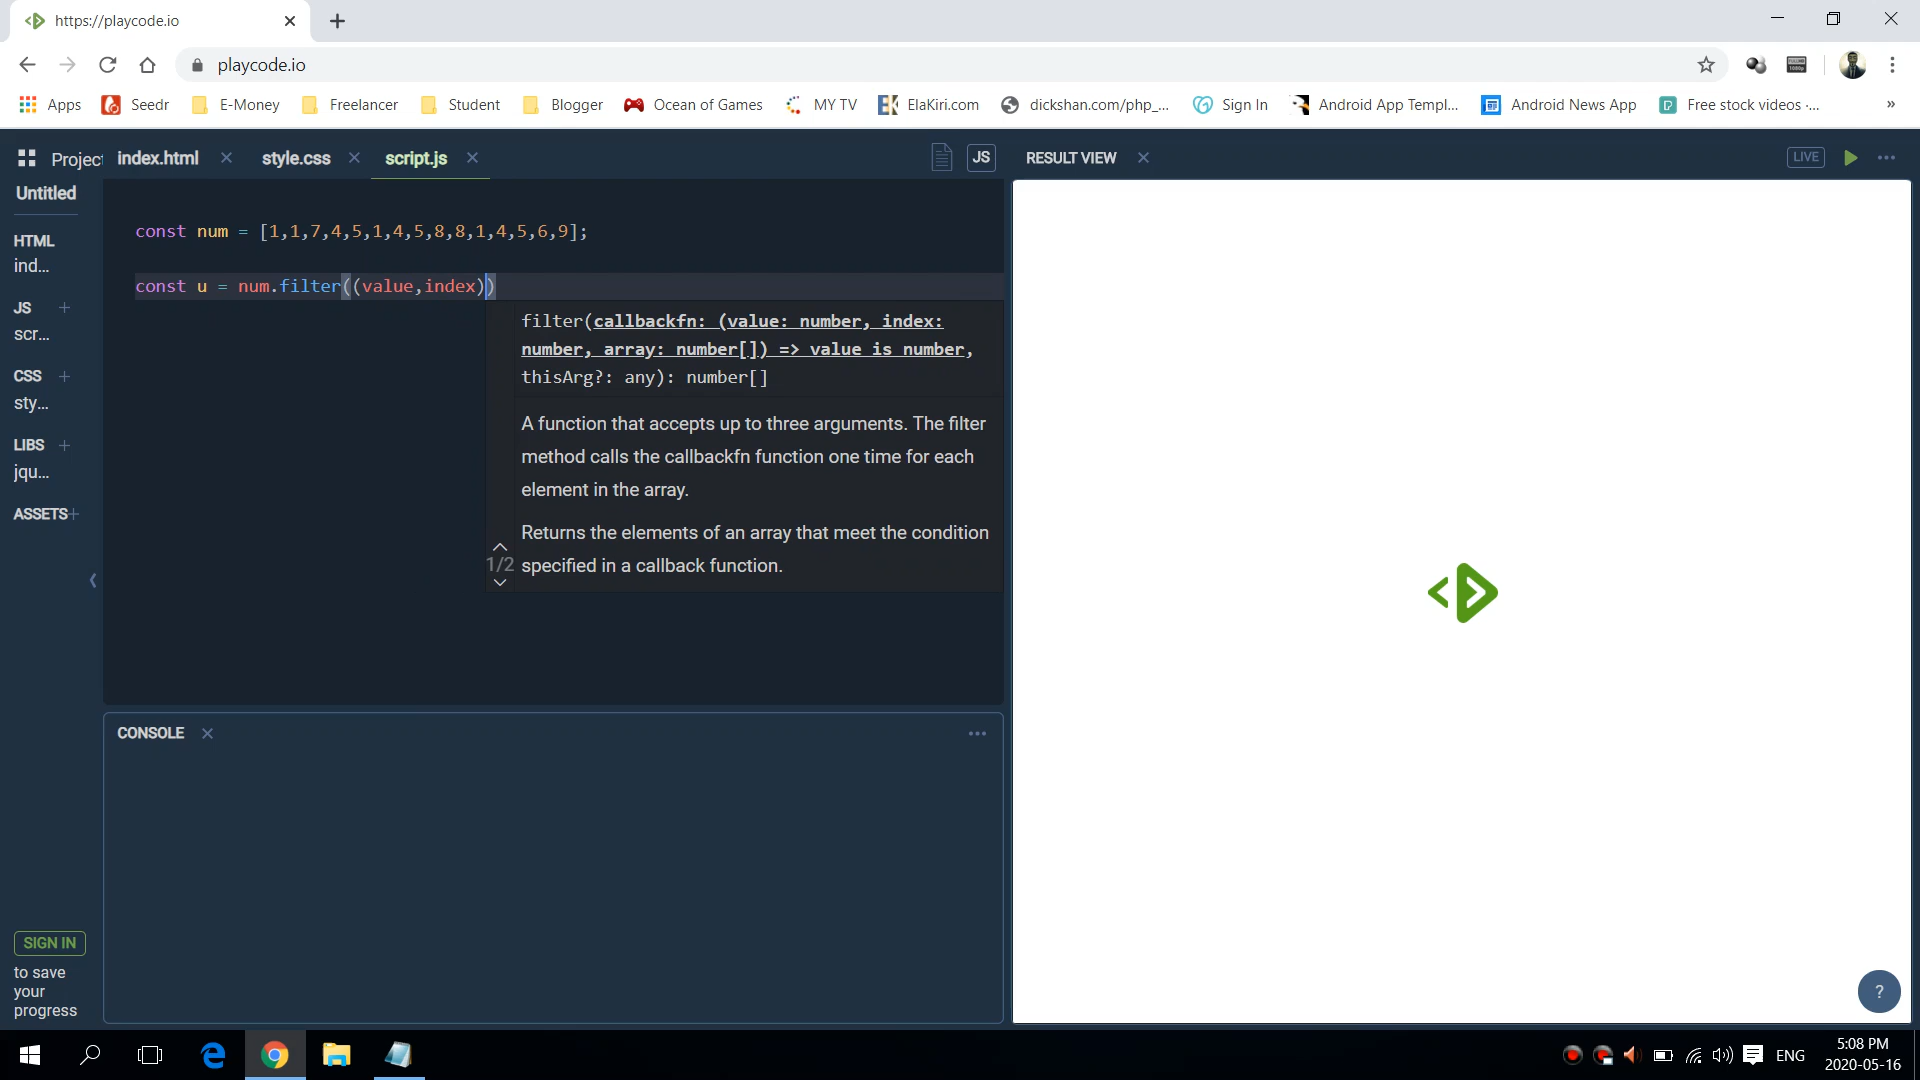 https://playcode.io
playcode.io
Apps Seedr E-Money Freelancer Student Blogger Ocean of Games MY TV ElaKiri.com dickshan.com/php_... Sign In Android App Templ... Android News App Free stock videos ·... »
Project index.html style.css script.js JS RESULT VIEW LIVE
Untitled
HTML
ind...
JS +
scr...
CSS +
sty...
LIBS +
jqu...
ASSETS+
const num = [1,1,7,4,5,1,4,5,8,8,1,4,5,6,9];
const u = num.filter((value,index))
filter(callbackfn: (value: number, index:
number, array: number[]) => value is number,
thisArg?: any): number[]
A function that accepts up to three arguments. The filter
method calls the callbackfn function one time for each
element in the array.
Returns the elements of an array that meet the condition
1/2 specified in a callback function.
CONSOLE
SIGN IN
to save
your
progress
?
ENG
5:08 PM
2020-05-16